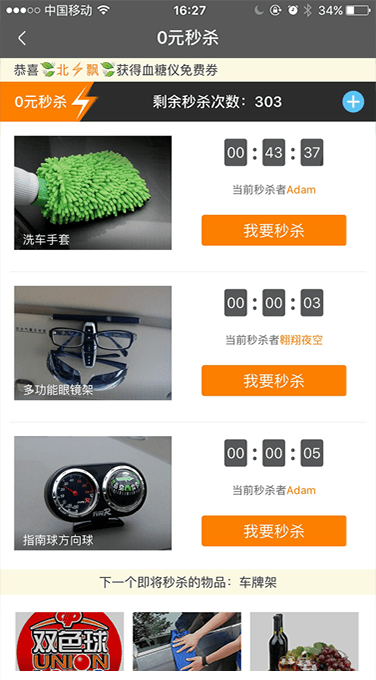 中国移动 16:27 34%
0元秒杀
恭喜🍃北⚡飘🍃获得血糖仪免费券
0元秒杀 剩余秒杀次数：303
00:43:37
当前秒杀者Adam
洗车手套
我要秒杀
00:00:03
当前秒杀者翱翔夜空
多功能眼镜架
我要秒杀
00:00:05
当前秒杀者Adam
指南球方向球
我要秒杀
下一个即将秒杀的物品：车牌架
双色球
UNION